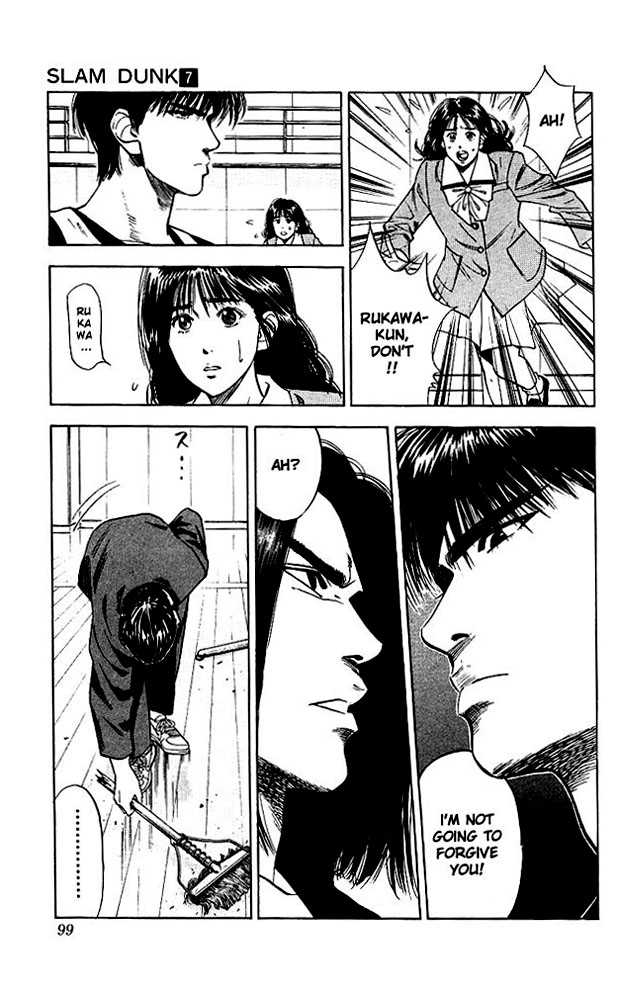 SLAM DUNK 7
AH!
RUKAWA-
KUN,
DON'T
!!
RU
KA
WA
...
I'M NOT
GOING TO
FORGIVE
YOU!
AH?
ス...
............
99